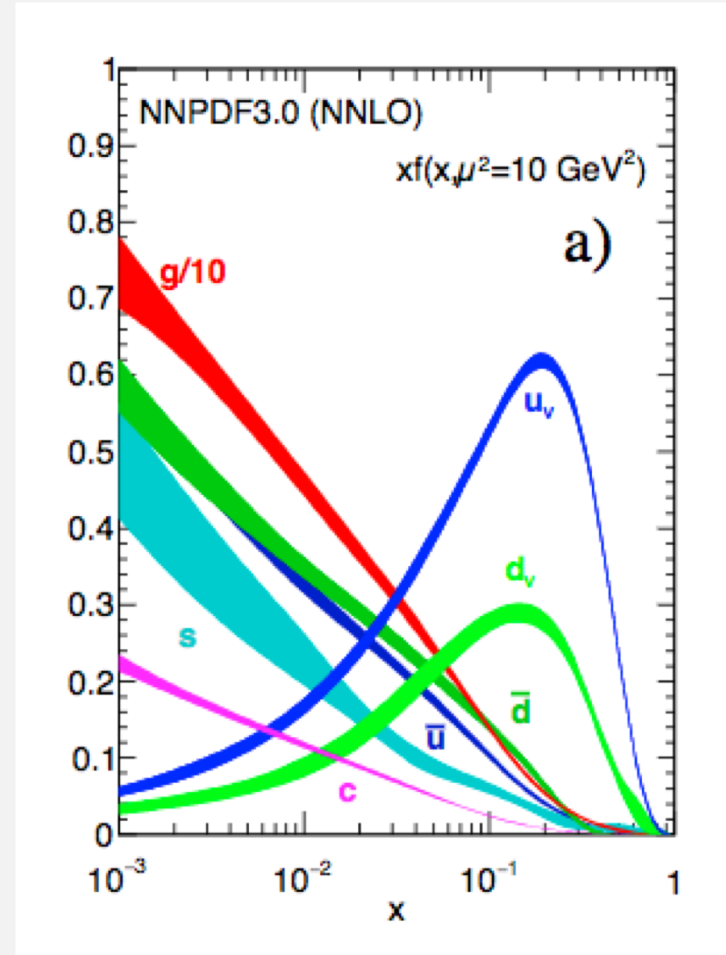 1
NNPDF3.0 (NNLO)
0.9
xf(x,μ²=10 GeV²)
0.8
a)
g/10
0.7
0.6
u_v
0.5
0.4
d_v
0.3
s
0.2
d̅
u̅
0.1
c
0
10⁻³ 10⁻² 10⁻¹ 1
x